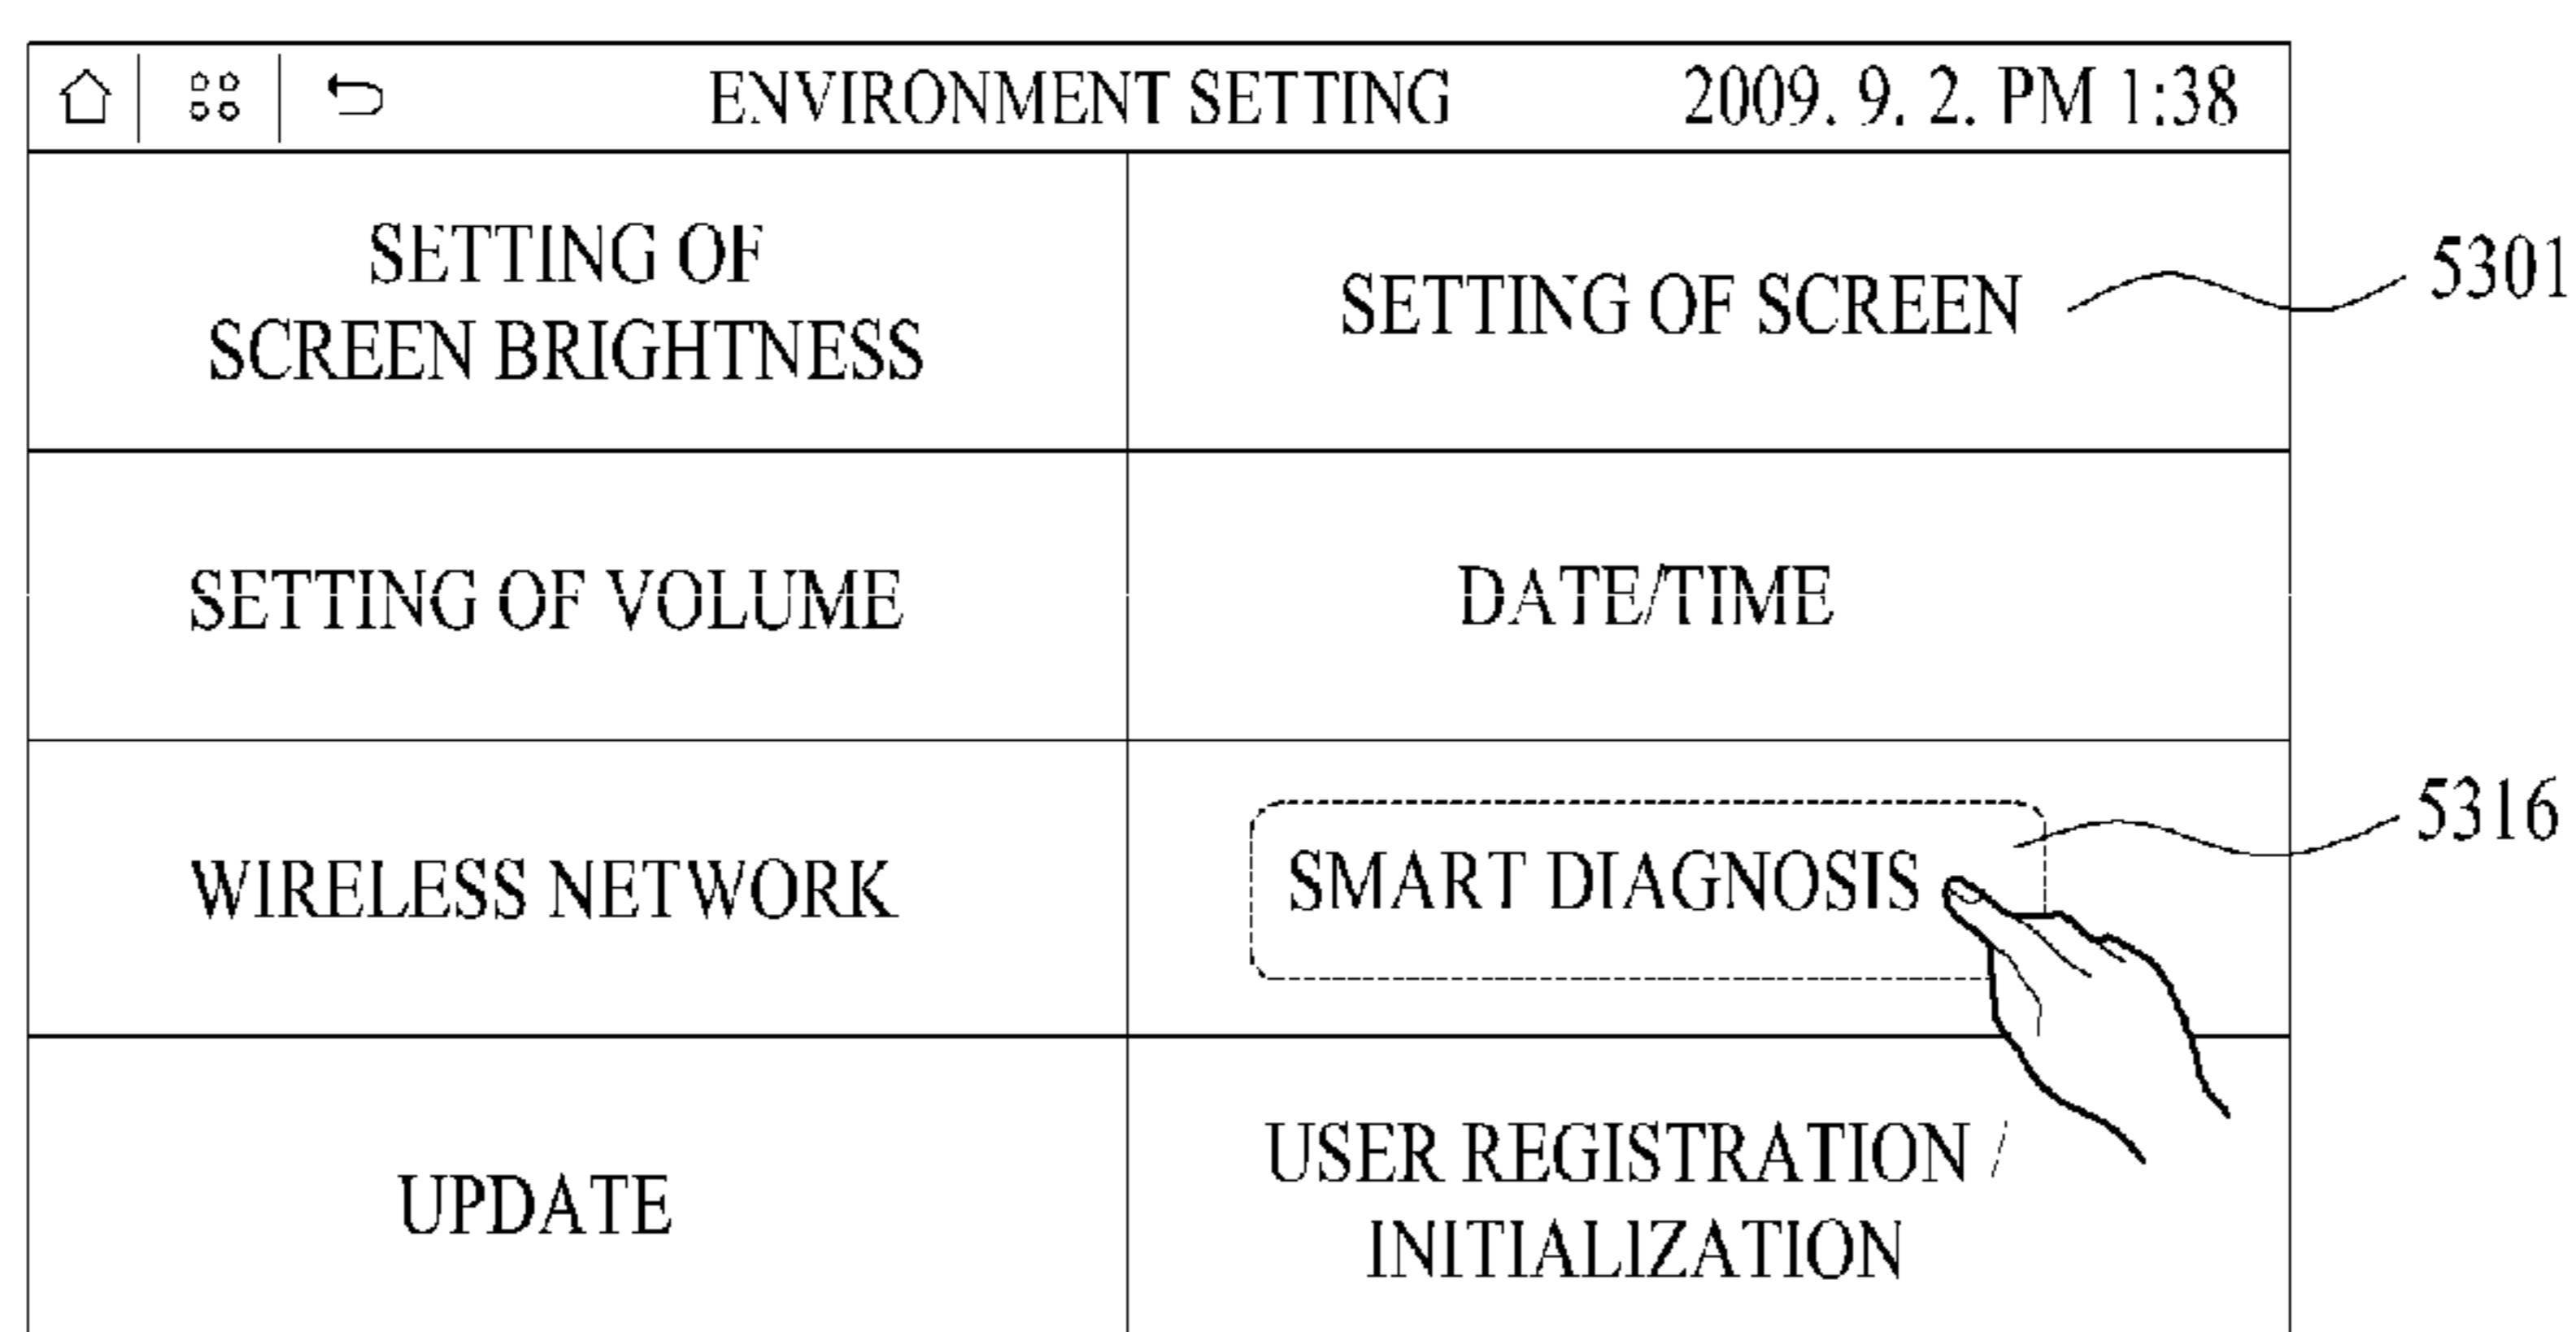 ENVIRONMENT SETTING 2009. 9. 2. PM 1:38
SETTING OF
SCREEN BRIGHTNESS
SETTING OF SCREEN
5301
SETTING OF VOLUME
DATE/TIME
WIRELESS NETWORK
SMART DIAGNOSIS
5316
UPDATE
USER REGISTRATION /
INITIALIZATION